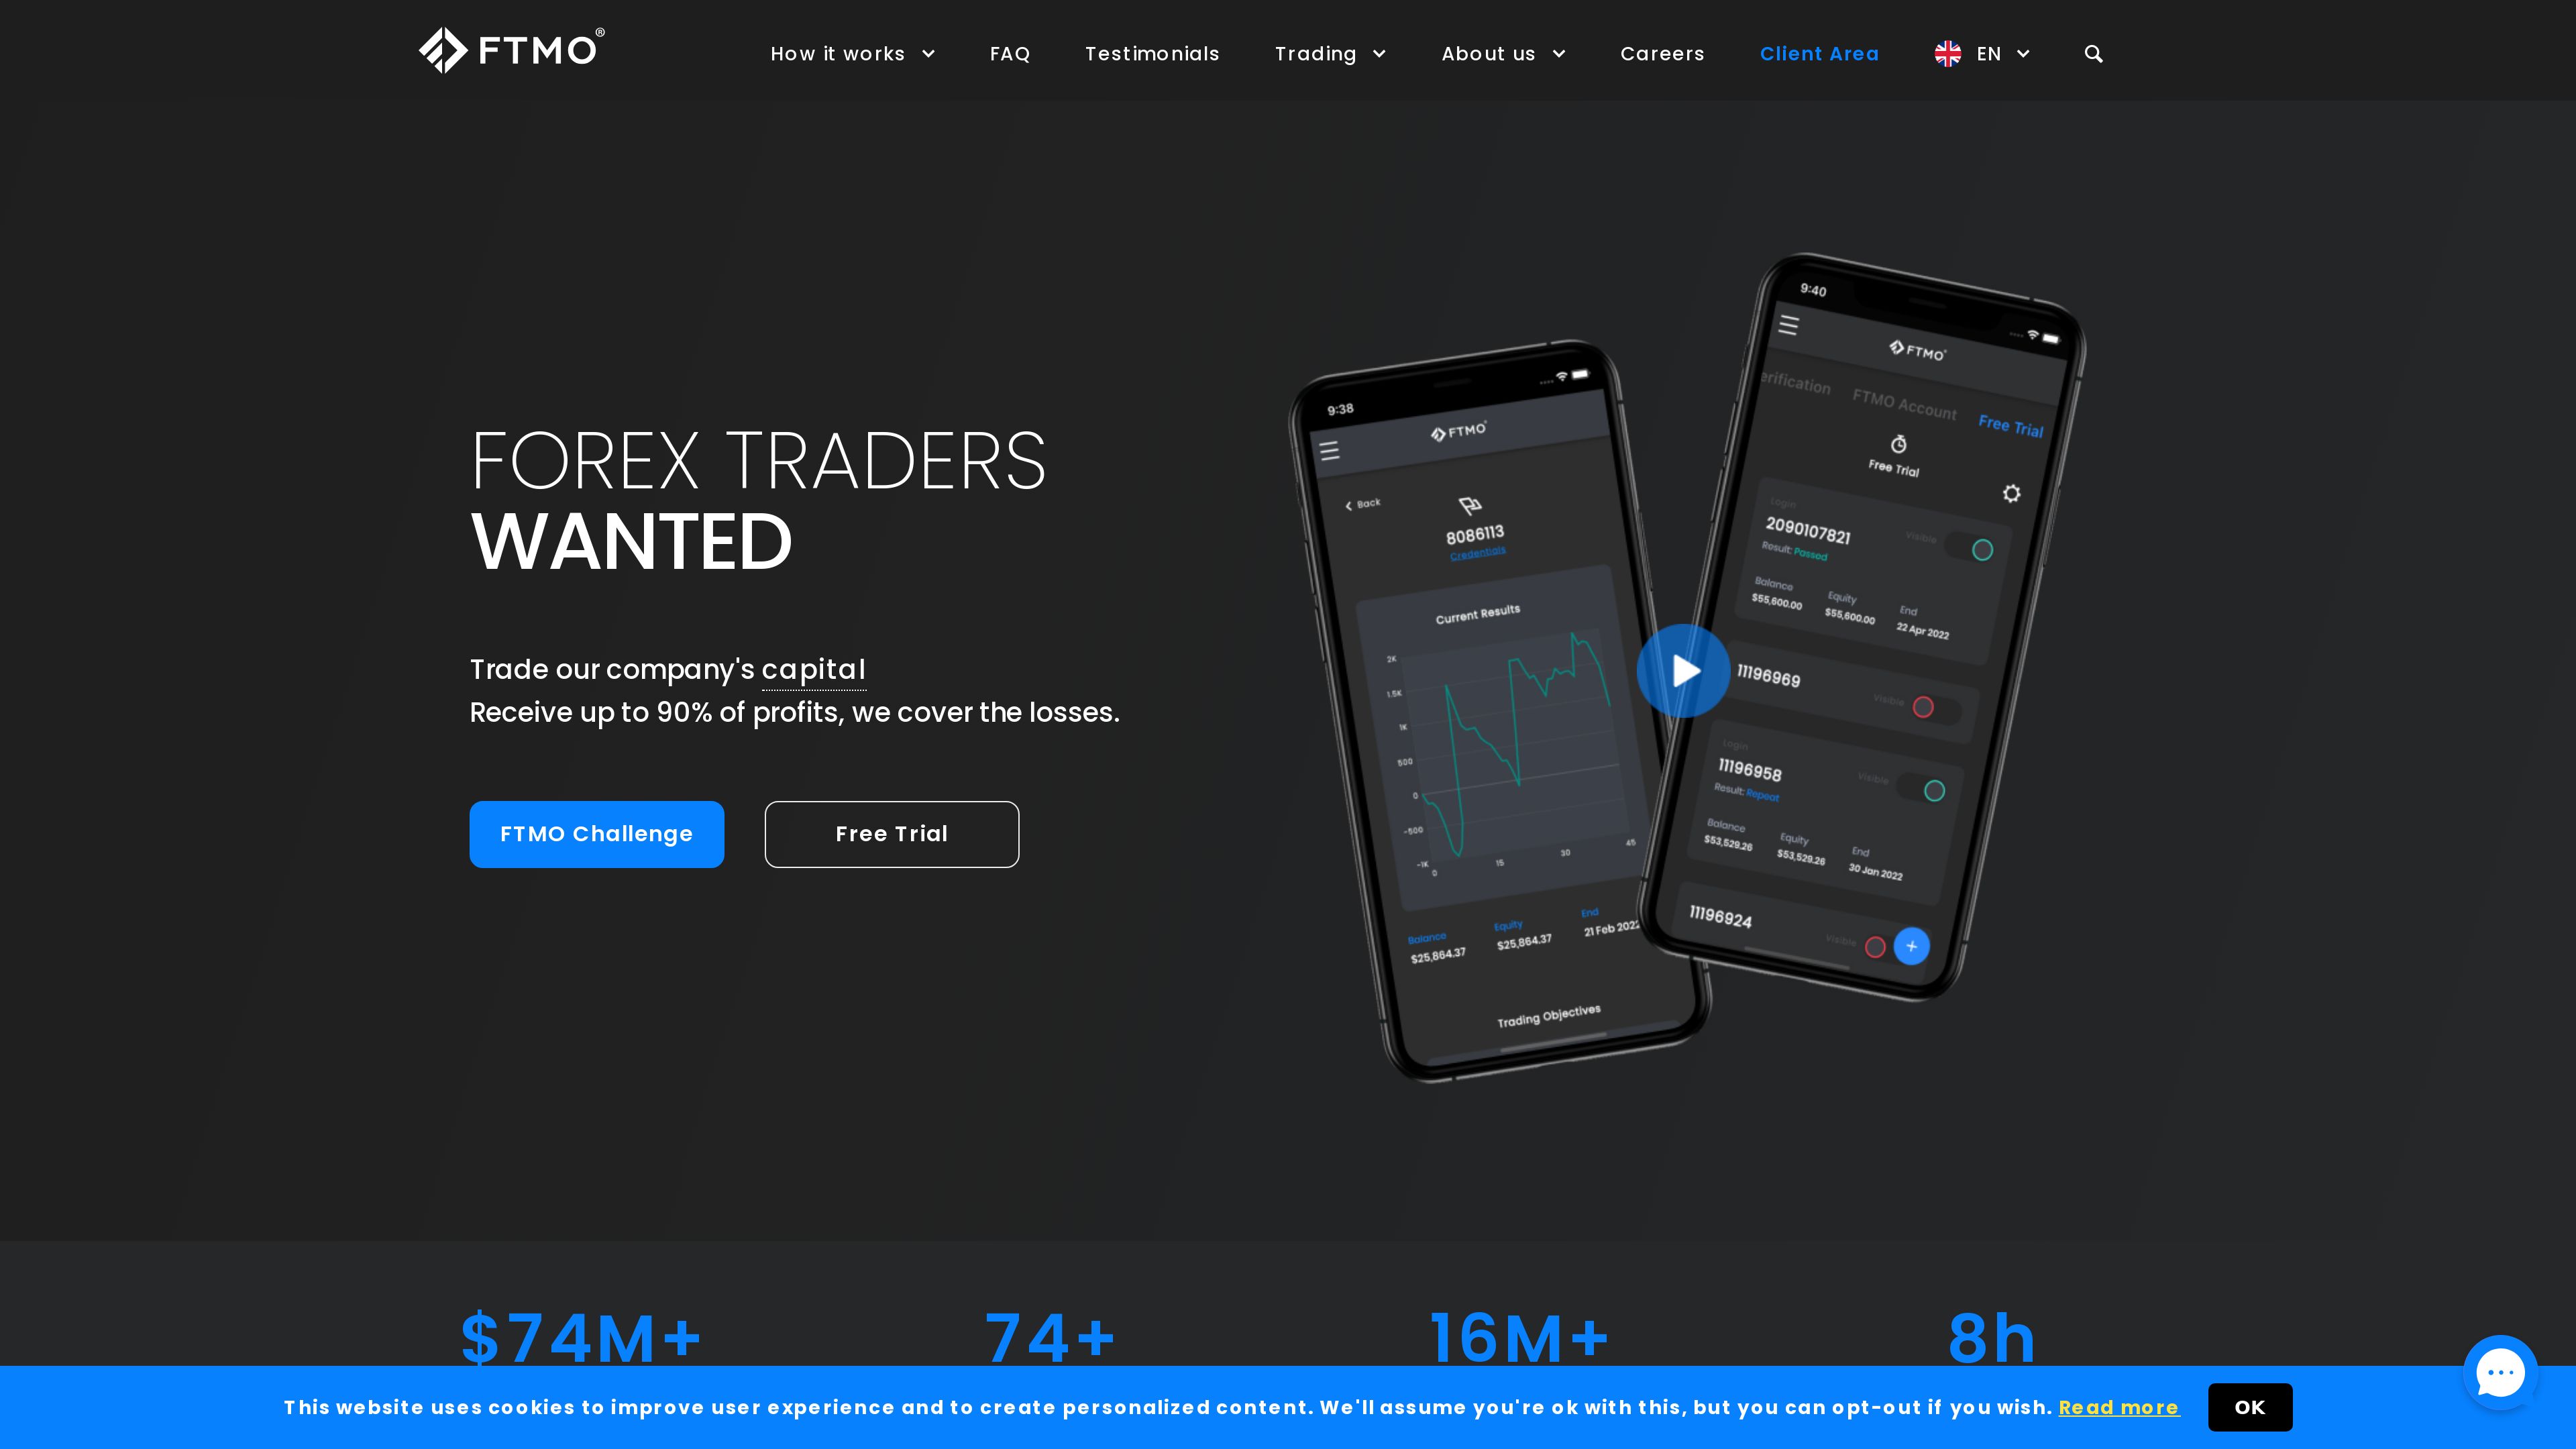 FTMO®
How it works
FAQ
Testimonials
Trading
About us
Careers
Client Area
EN
FOREX TRADERS
WANTED
Trade our company's capital
Receive up to 90% of profits, we cover the losses.
FTMO Challenge
Free Trial
9:38
FTMO
Back
8086113
Credentials
Current Results
2K
1.5K
1K
500
0
-500
-1K
0 15 30 45
Balance Equity End
$25,864.37 $25,864.37 21 Feb 2022
Trading Objectives
9:40
FTMO
erification FTMO Account Free Trial
Free Trial
Login
2090107821
Visible
Result: Passed
Balance Equity End
$55,600.00 $55,600.00 22 Apr 2022
11196969
Visible
Login
11196958
Visible
Result: Repeat
Balance Equity End
$53,529.26 $53,529.26 30 Jan 2022
11196924
Visible
+
$74M+ 74+ 16M+ 8h
This website uses cookies to improve user experience and to create personalized content. We'll assume you're ok with this, but you can opt-out if you wish. Read more
OK